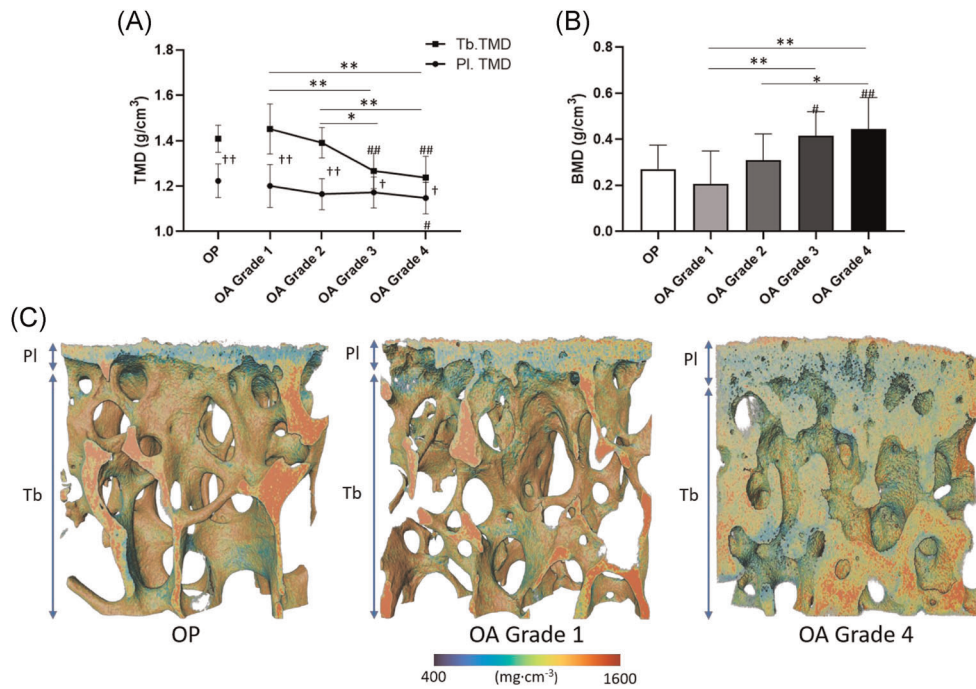 (A)
Tb.TMD
Pl. TMD
TMD (g/cm³)
1.8
1.6
1.4
1.2
1.0
**
**
**
*
††
††
††
##
†
##
†
#
OP
OA Grade 1
OA Grade 2
OA Grade 3
OA Grade 4
(B)
BMD (g/cm³)
0.8
0.6
0.4
0.2
0.0
**
**
*
#
##
OP
OA Grade 1
OA Grade 2
OA Grade 3
OA Grade 4
(C)
Pl
Tb
OP
Pl
Tb
OA Grade 1
Pl
Tb
OA Grade 4
400
(mg·cm⁻³)
1600